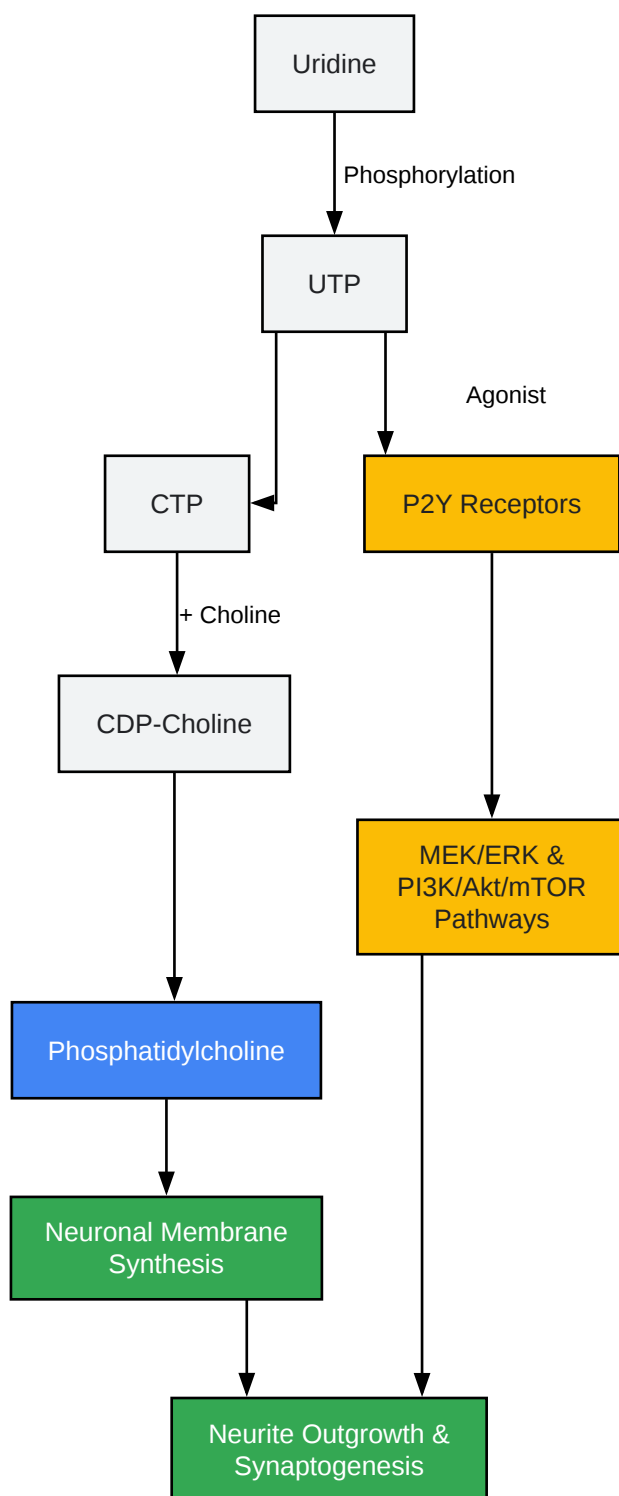 Uridine
Phosphorylation
UTP
Agonist
CTP
P2Y Receptors
+ Choline
CDP-Choline
MEK/ERK &
PI3K/Akt/mTOR
Pathways
Phosphatidylcholine
Neuronal Membrane
Synthesis
Neurite Outgrowth &
Synaptogenesis